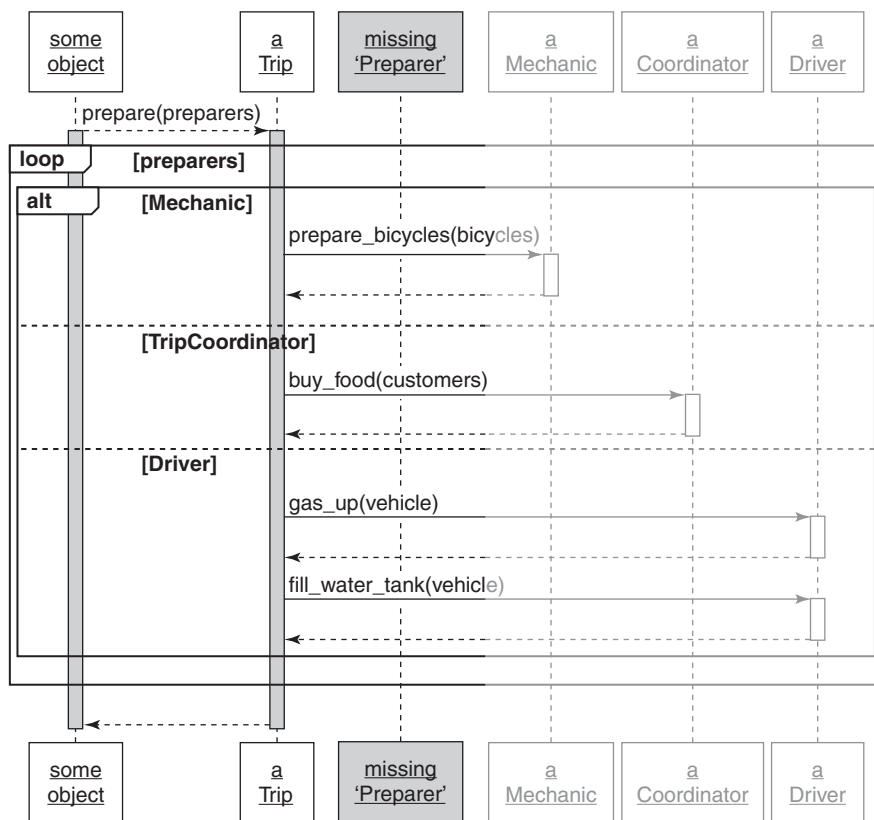 some
object
a
Trip
missing
‘Preparer’
a
Mechanic
a
Coordinator
a
Driver
prepare(preparers)
loop
[preparers]
alt
[Mechanic]
prepare_bicycles(bicycles)
[TripCoordinator]
buy_food(customers)
[Driver]
gas_up(vehicle)
fill_water_tank(vehicle)
some
object
a
Trip
missing
‘Preparer’
a
Mechanic
a
Coordinator
a
Driver